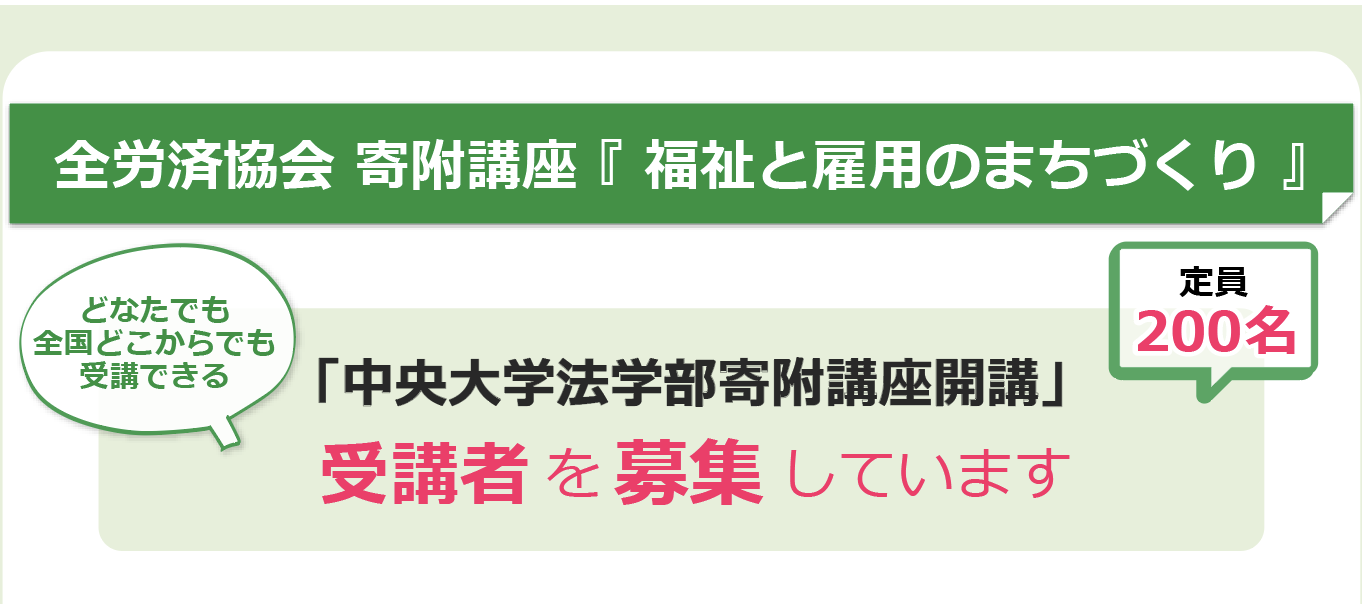 全労済協会 寄附講座『 福祉と雇用のまちづくり 』
どなたでも
全国どこからでも
受講できる
定員
200名
「中央大学法学部寄附講座開講」
受講者を募集しています